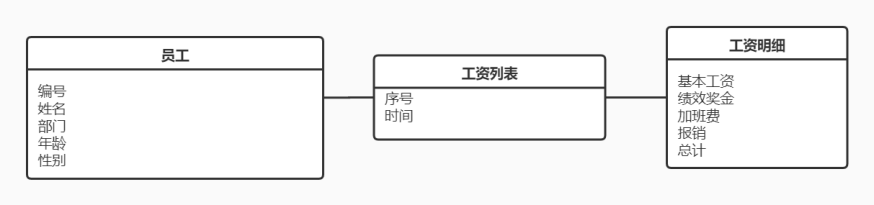 员工
编号
姓名
部门
年龄
性别
工资列表
序号
时间
工资明细
基本工资
绩效奖金
加班费
报销
总计